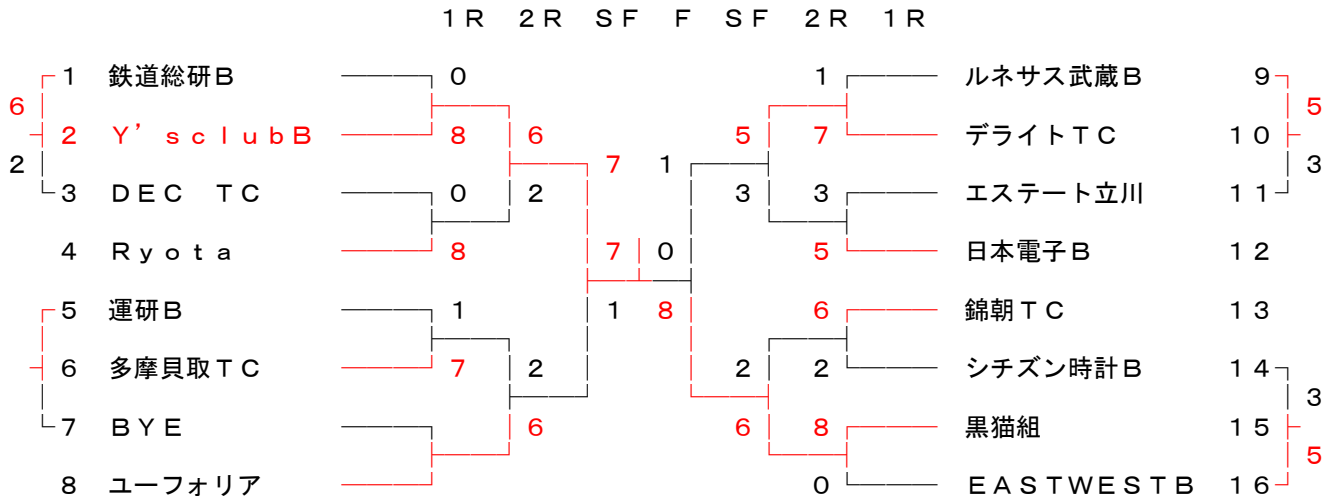 １Ｒ ２Ｒ ＳＦ Ｆ ＳＦ ２Ｒ １Ｒ
1 鉄道総研Ｂ 0 1 ルネサス武蔵Ｂ 9
6 5
2 Ｙ’ｓｃｌｕｂＢ 8 6 5 7 デライトＴＣ １０
2 7 1 3
3 ＤＥＣ　ＴＣ 0 2 3 3 エステート立川 １１
4 Ｒｙｏｔａ 8 7 0 5 日本電子Ｂ １２
5 運研Ｂ 1 1 8 6 錦朝ＴＣ １３
6 多摩貝取ＴＣ 7 2 2 2 シチズン時計Ｂ １４
3
7 ＢＹＥ 6 6 8 黒猫組 １５
5
8 ユーフォリア 0 ＥＡＳＴＷＥＳＴＢ １６